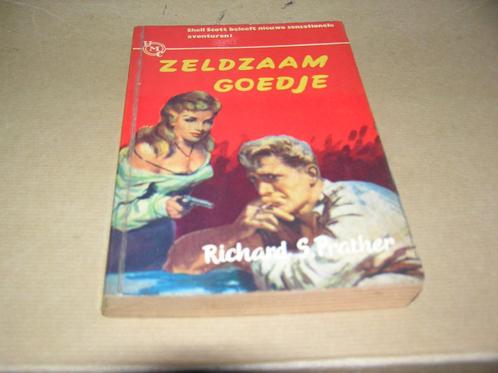 Shell Scott beleeft nieuwe sensationele
avonturen!
ZELDZAAM
GOEDJE
Richard S. Prather